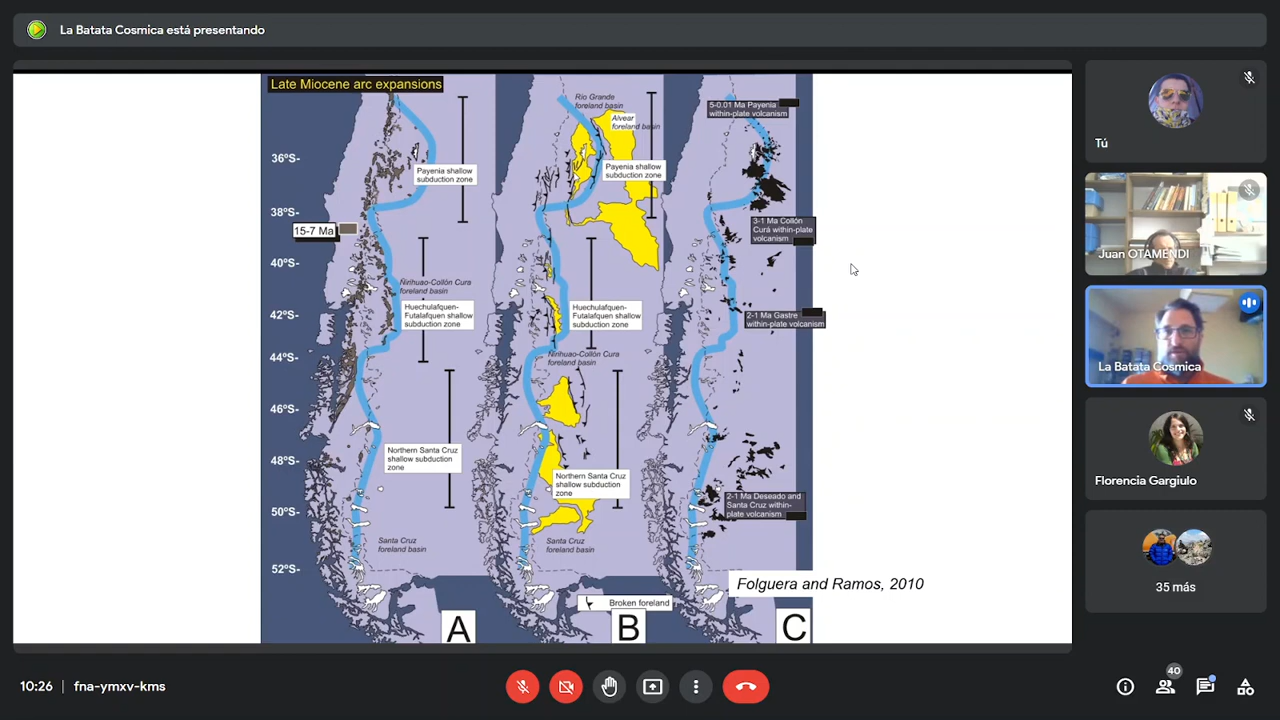 La Batata Cosmica está presentando
Late Miocene arc expansions
36°S-
38°S-
40°S-
42°S-
44°S-
46°S-
48°S-
50°S-
52°S-
15-7 Ma
Payenia shallow
subduction zone
Ñirihuao-Collón Cura
foreland basin
Huechulafquen-
Futalafquen shallow
subduction zone
Northern Santa Cruz
shallow subduction
zone
Santa Cruz
foreland basin
A
Río Grande
foreland basin
Alvear
foreland basin
Payenia shallow
subduction zone
Huechulafquen-
Futalafquen shallow
subduction zone
Ñirihuao-Collón Cura
foreland basin
Northern Santa Cruz
shallow subduction
zone
Santa Cruz
foreland basin
Broken foreland
B
5-0.01 Ma Payenia
within-plate volcanism
3-1 Ma Collón
Curá within-plate
volcanism
2-1 Ma Gastre
within-plate volcanism
2-1 Ma Deseado and
Santa Cruz within-
plate volcanism
Folguera and Ramos, 2010
C
Tú
Juan OTAMENDI
La Batata Cosmica
Florencia Gargiulo
35 más
10:26 | fna-ymxv-kms
40